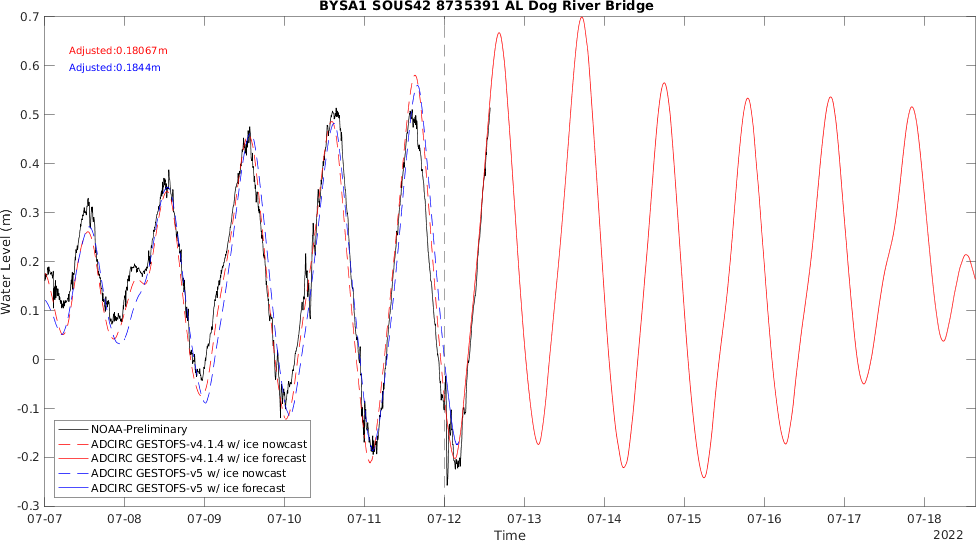 BYSA1 SOUS42 8735391 AL Dog River Bridge
Adjusted:0.18067m
Adjusted:0.1844m
0.7
0.6
0.5
0.4
0.3
0.2
0.1
0
-0.1
-0.2
-0.3
Water Level (m)
NOAA-Preliminary
ADCIRC GESTOFS-v4.1.4 w/ ice nowcast
ADCIRC GESTOFS-v4.1.4 w/ ice forecast
ADCIRC GESTOFS-v5 w/ ice nowcast
ADCIRC GESTOFS-v5 w/ ice forecast
07-07 07-08 07-09 07-10 07-11 07-12 07-13 07-14 07-15 07-16 07-17 07-18
Time
2022